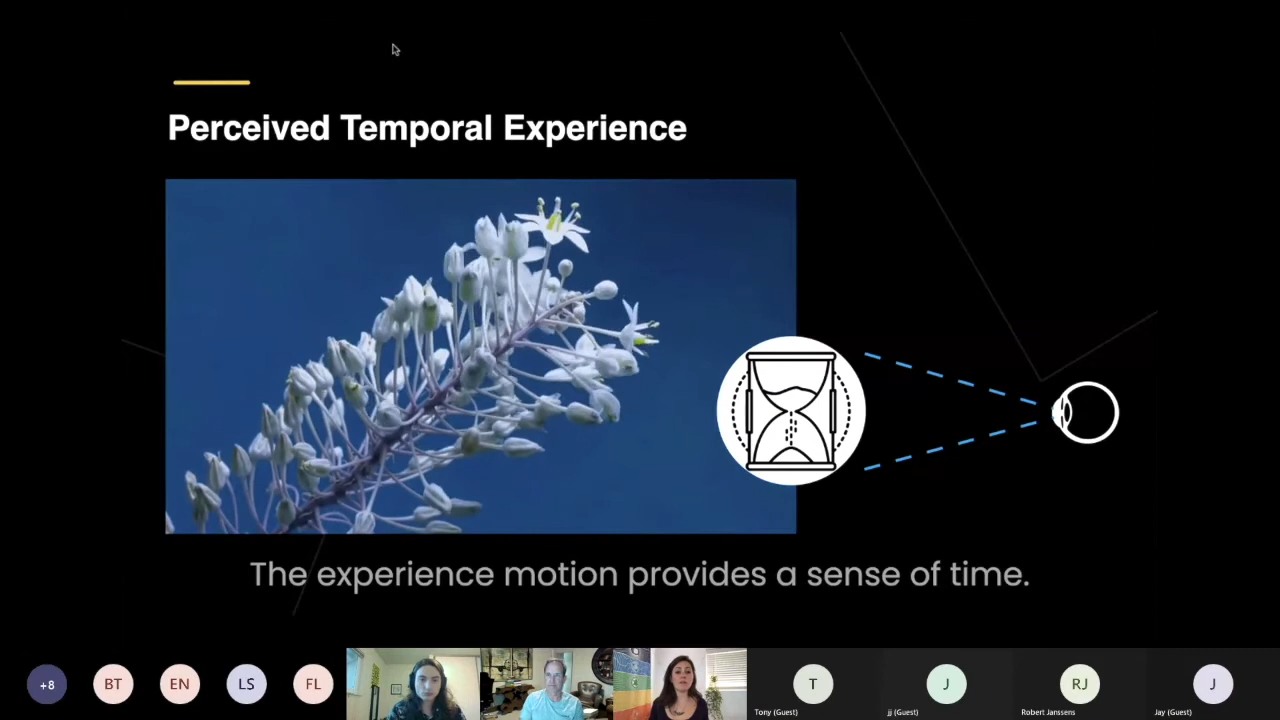 Perceived Temporal Experience
The experience motion provides a sense of time.
+8
BT
EN
LS
FL
T
J
RJ
J
Tony (Guest)
jj (Guest)
Robert Janssens
Jay (Guest)